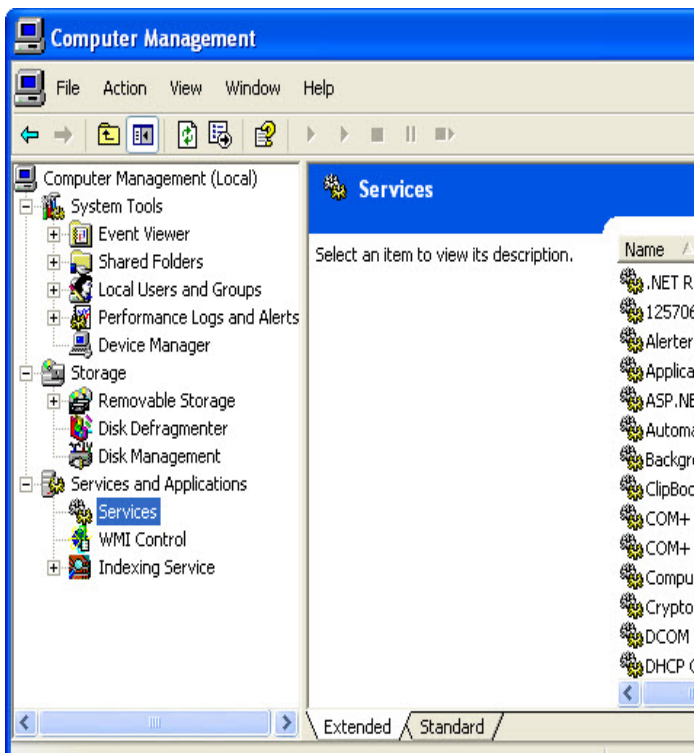 Computer Management
File Action View Window Help
Computer Management (Local)
System Tools
Event Viewer
Shared Folders
Local Users and Groups
Performance Logs and Alerts
Device Manager
Storage
Removable Storage
Disk Defragmenter
Disk Management
Services and Applications
Services
WMI Control
Indexing Service
Services
Select an item to view its description.
Name
.NET R
125706
Alerter
Applica
ASP.NE
Automa
Backgro
ClipBoo
COM+
COM+
Compu
Crypto
DCOM
DHCP C
Extended Standard